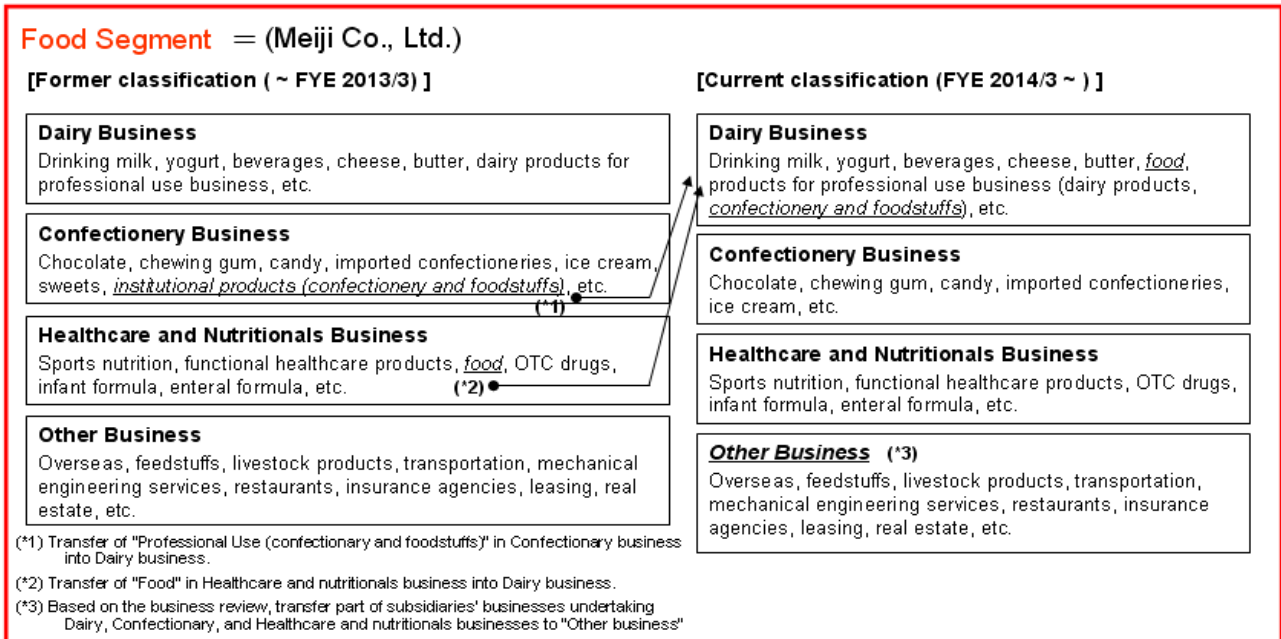 Food Segment = (Meiji Co., Ltd.)
[Former classification ( ~ FYE 2013/3) ]
Dairy Business
Drinking milk, yogurt, beverages, cheese, butter, dairy products for
professional use business, etc.
Confectionery Business
Chocolate, chewing gum, candy, imported confectioneries, ice cream,
sweets, institutional products (confectionery and foodstuffs), etc.
(*1)
Healthcare and Nutritionals Business
Sports nutrition, functional healthcare products, food, OTC drugs,
infant formula, enteral formula, etc.
(*2)
Other Business
Overseas, feedstuffs, livestock products, transportation, mechanical
engineering services, restaurants, insurance agencies, leasing, real
estate, etc.
[Current classification (FYE 2014/3 ~ ) ]
Dairy Business
Drinking milk, yogurt, beverages, cheese, butter, food,
products for professional use business (dairy products,
confectionery and foodstuffs), etc.
Confectionery Business
Chocolate, chewing gum, candy, imported confectioneries,
ice cream, etc.
Healthcare and Nutritionals Business
Sports nutrition, functional healthcare products, OTC drugs,
infant formula, enteral formula, etc.
Other Business (*3)
Overseas, feedstuffs, livestock products, transportation,
mechanical engineering services, restaurants, insurance
agencies, leasing, real estate, etc.
(*1) Transfer of "Professional Use (confectionary and foodstuffs)" in Confectionary business
into Dairy business.
(*2) Transfer of "Food" in Healthcare and nutritionals business into Dairy business.
(*3) Based on the business review, transfer part of subsidiaries' businesses undertaking
Dairy, Confectionary, and Healthcare and nutritionals businesses to "Other business"